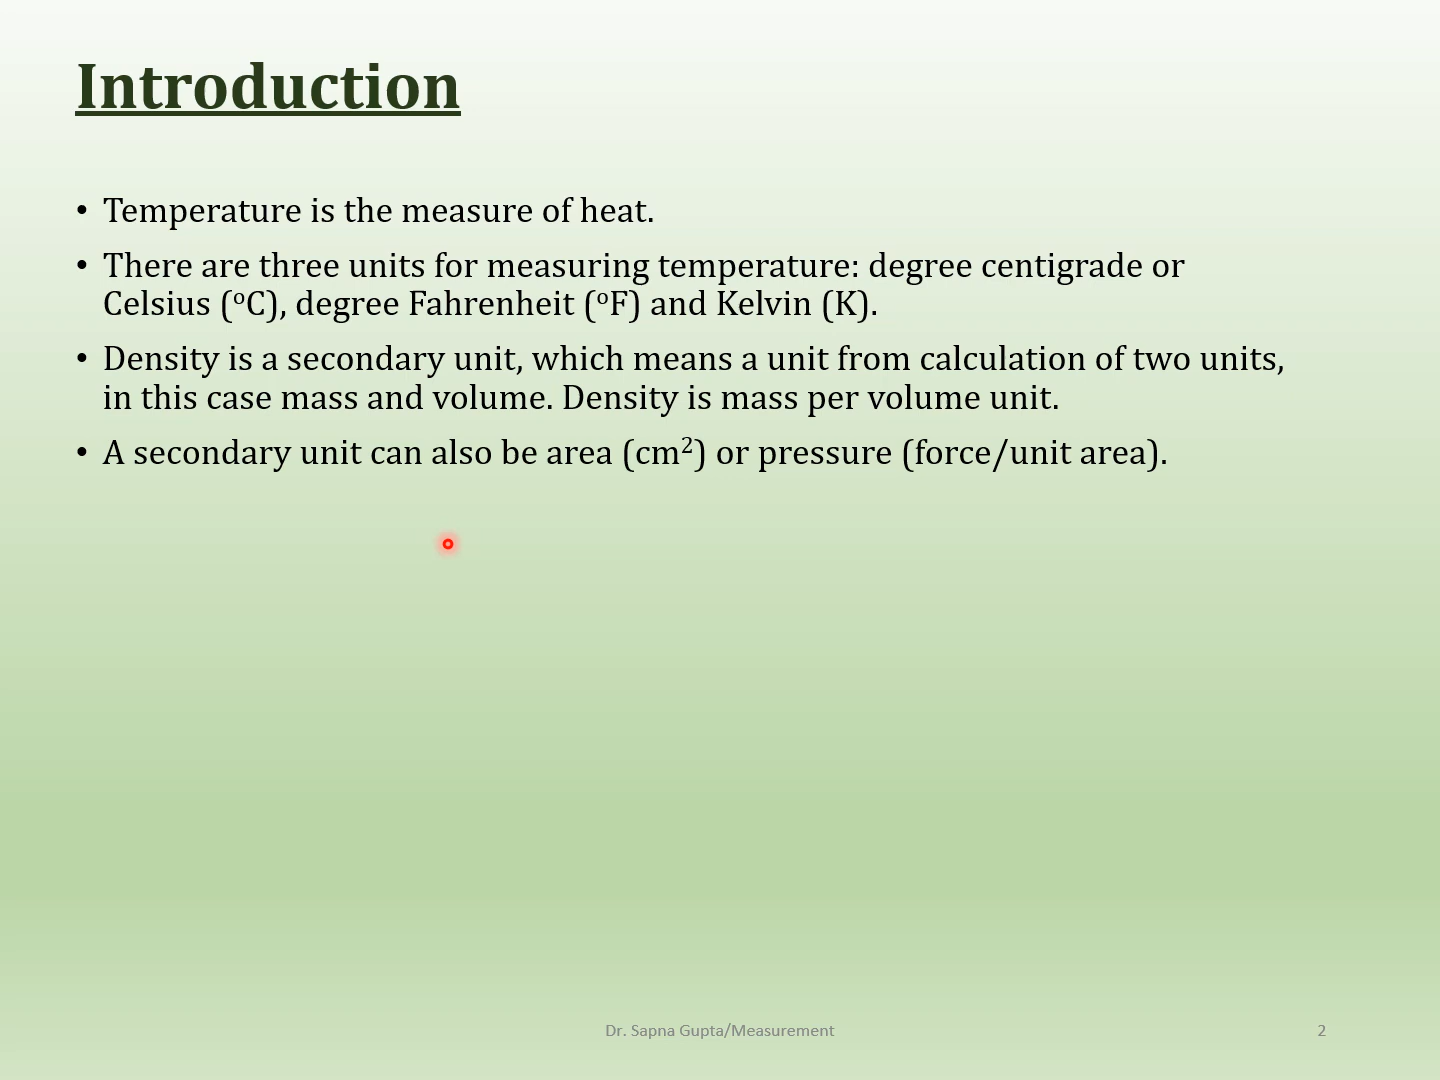 Introduction
• Temperature is the measure of heat.
• There are three units for measuring temperature: degree centigrade or
Celsius (ᵒC), degree Fahrenheit (ᵒF) and Kelvin (K).
• Density is a secondary unit, which means a unit from calculation of two units,
in this case mass and volume. Density is mass per volume unit.
• A secondary unit can also be area (cm²) or pressure (force/unit area).
Dr. Sapna Gupta/Measurement
2